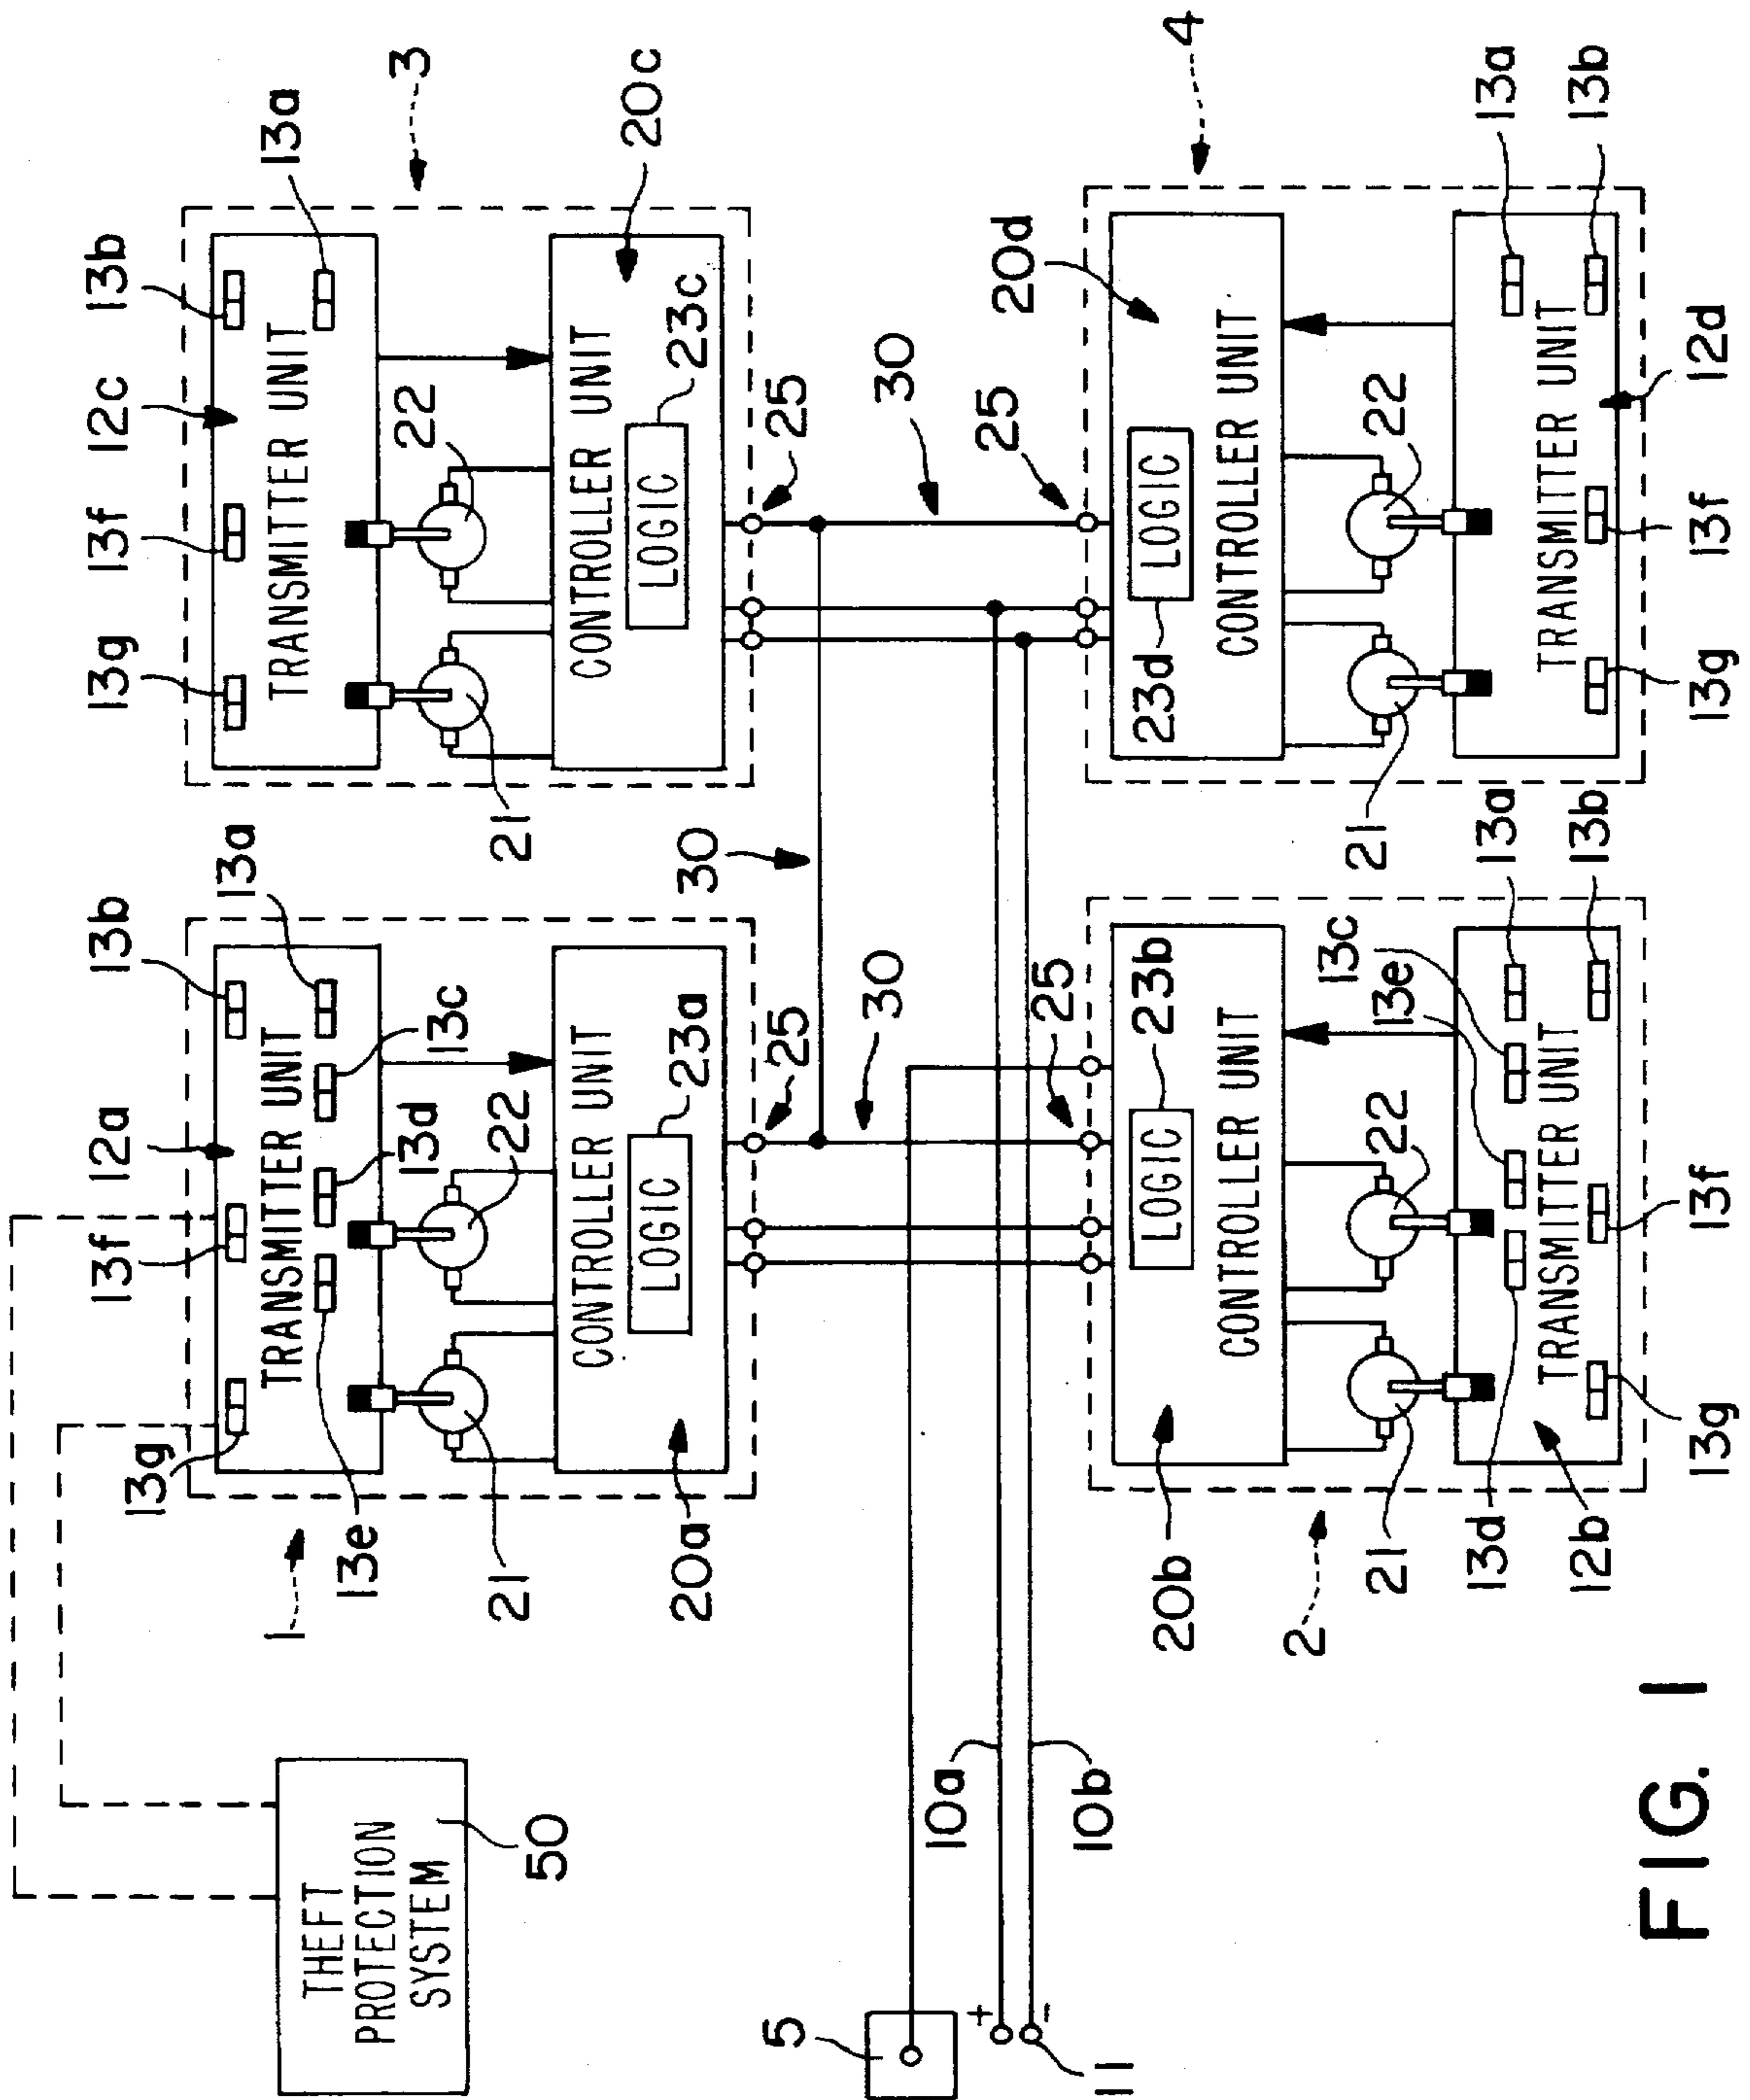 THEFT
PROTECTION
SYSTEM
50
5
+
-
11
10a
10b
1
12a
13g
13f
13b
TRANSMITTER UNIT
13e
13d
13c
13a
21
22
CONTROLLER UNIT
LOGIC
23a
20a
25
30
3
12c
13g
13f
13b
TRANSMITTER UNIT
13a
21
22
CONTROLLER UNIT
LOGIC
23c
20c
25
30
30
2
20b
25
LOGIC
23b
CONTROLLER UNIT
21
22
13d
13e
13c
13a
TRANSMITTER UNIT
12b
13g
13f
13b
4
20d
25
LOGIC
23d
CONTROLLER UNIT
21
22
13a
TRANSMITTER UNIT
12d
13g
13f
13b
FIG. 1